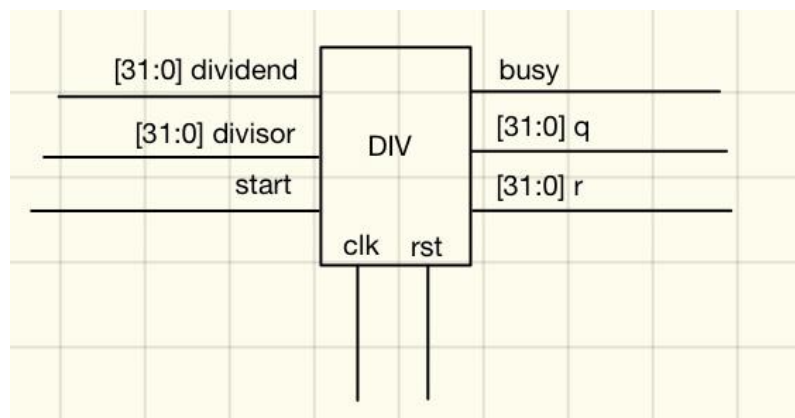 [31:0] dividend
[31:0] divisor
start
DIV
clk rst
busy
[31:0] q
[31:0] r